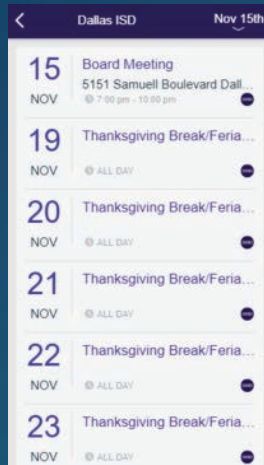 Dallas ISD
Nov 15th
15
NOV
Board Meeting
5151 Samuell Boulevard Dall...
7:00 pm - 10:00 pm
19
NOV
Thanksgiving Break/Feria...
ALL DAY
20
NOV
Thanksgiving Break/Feria...
ALL DAY
21
NOV
Thanksgiving Break/Feria...
ALL DAY
22
NOV
Thanksgiving Break/Feria...
ALL DAY
23
NOV
Thanksgiving Break/Feria...
ALL DAY